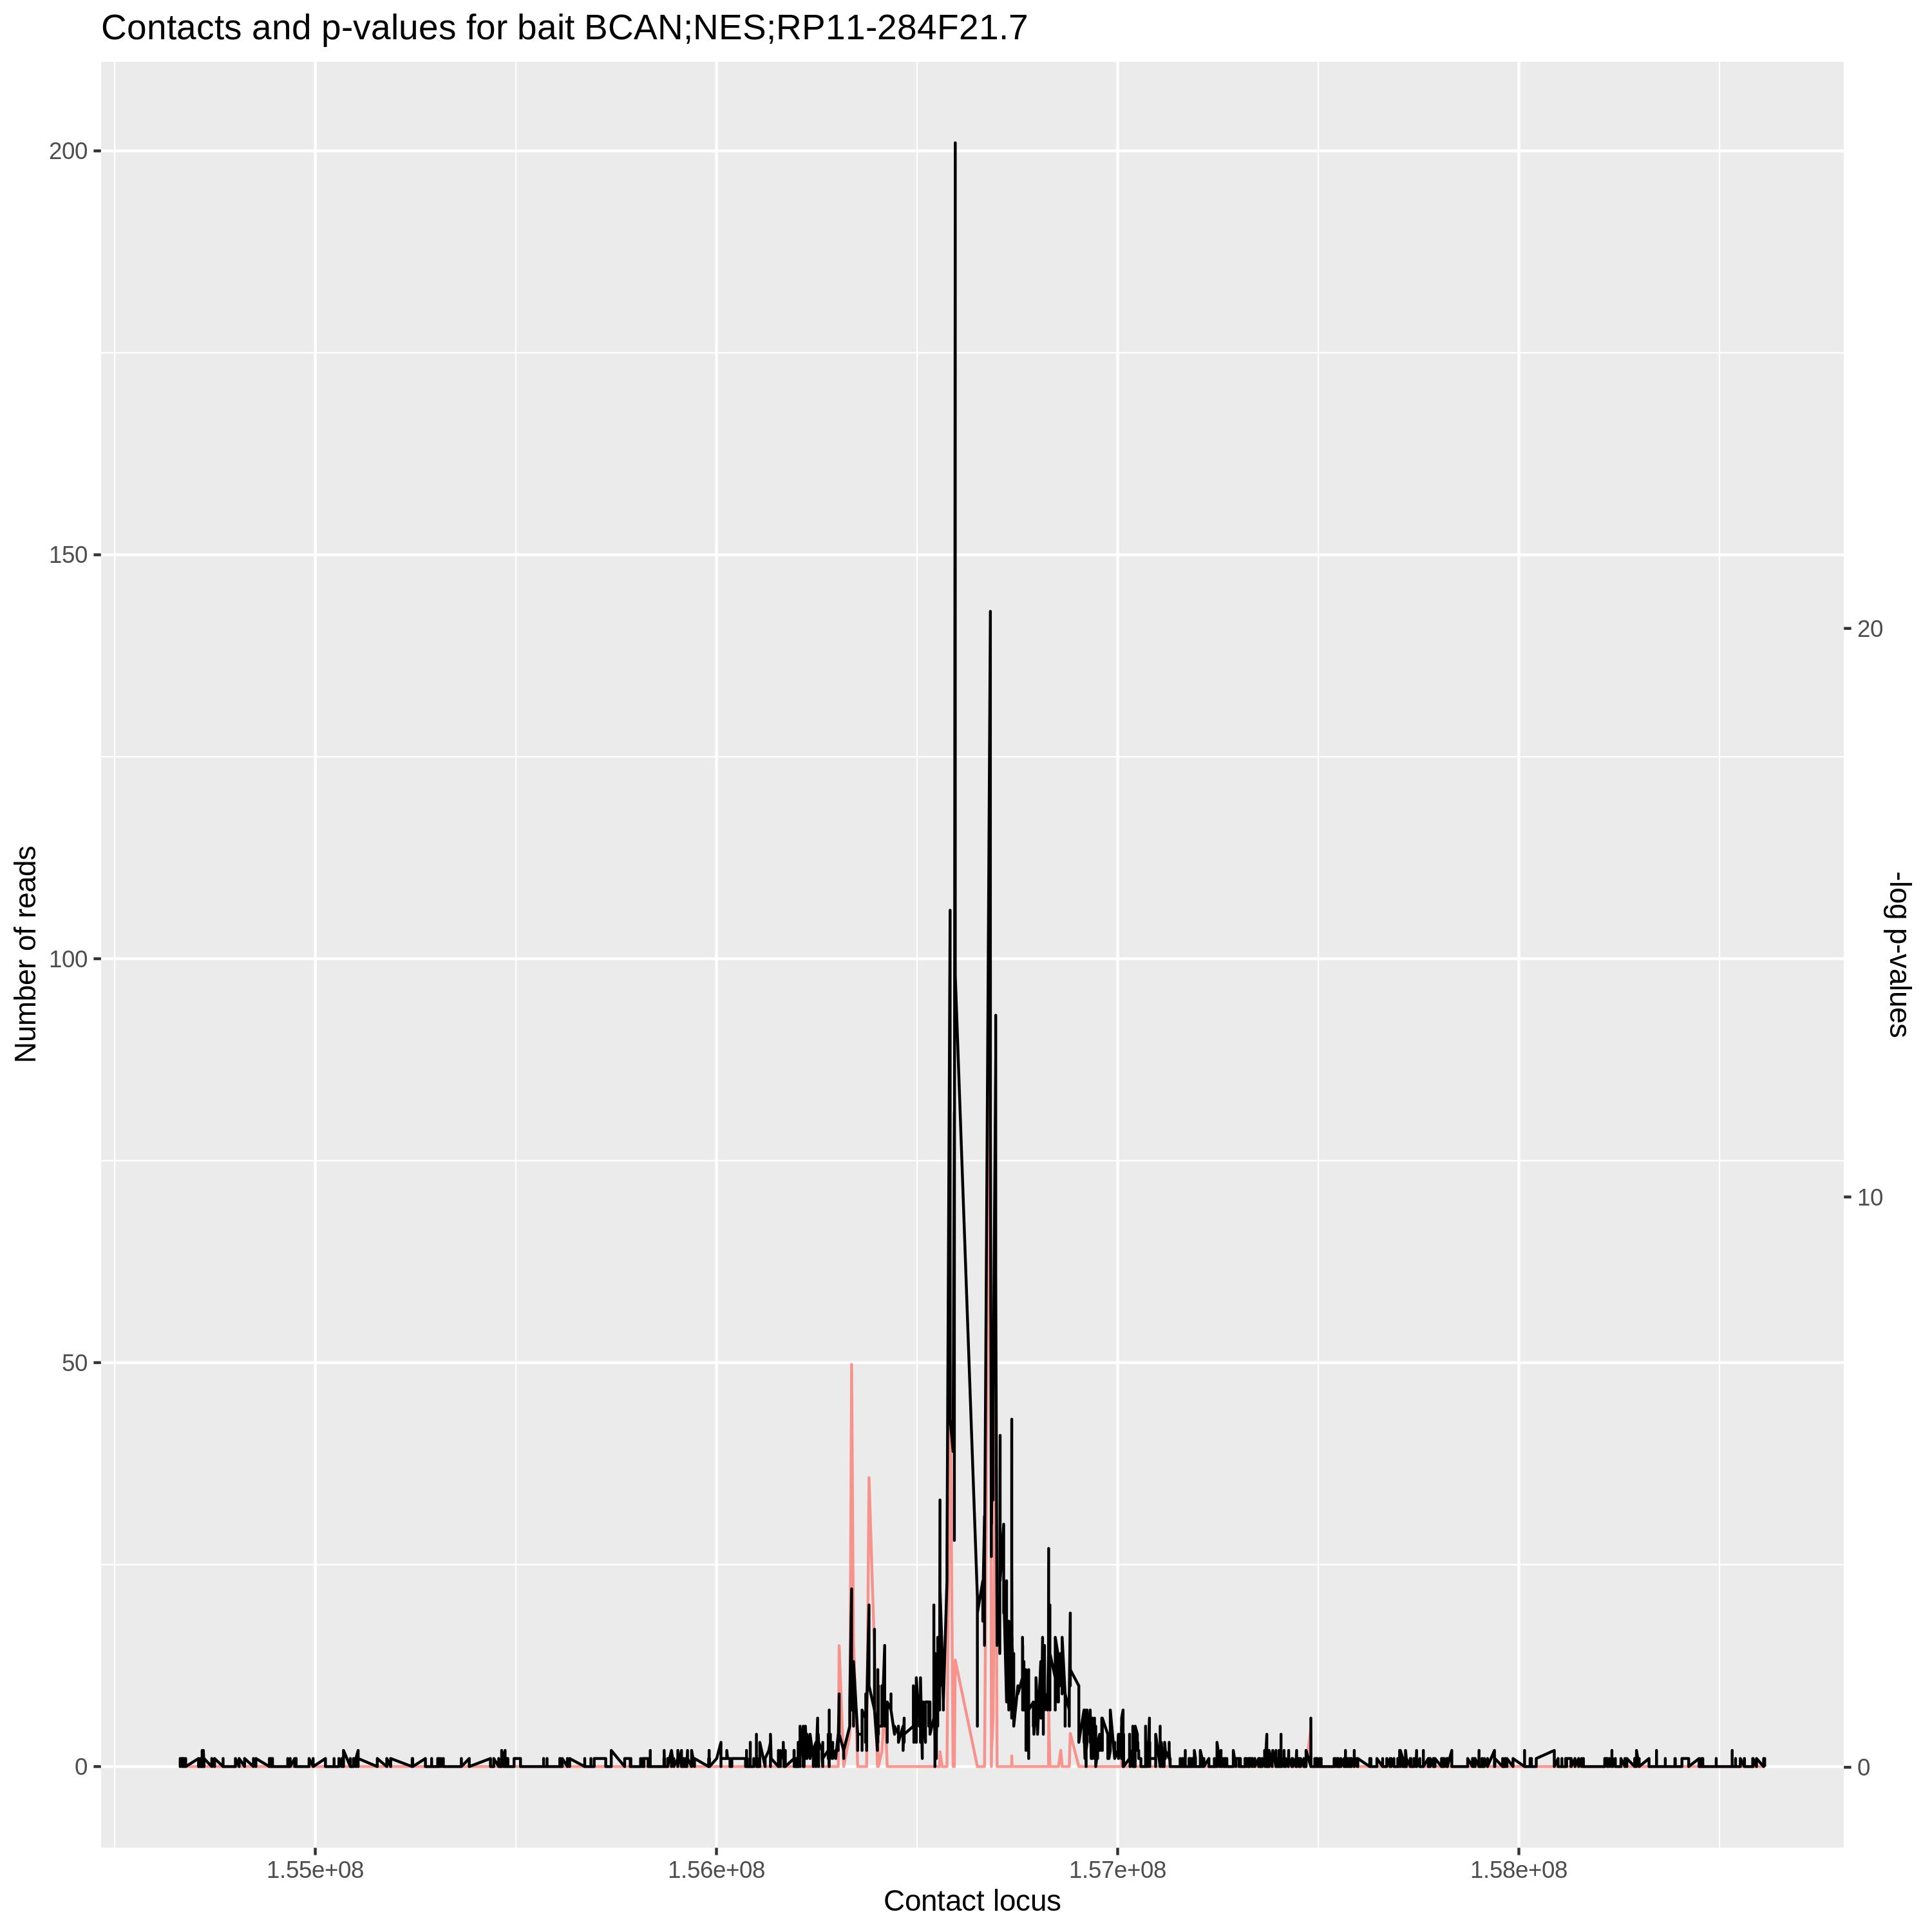 Contacts and p-values for bait BCAN;NES;RP11-284F21.7
200
150
100
50
0
Number of reads
20
10
0
-log p-values
1.55e+08
1.56e+08
1.57e+08
1.58e+08
Contact locus